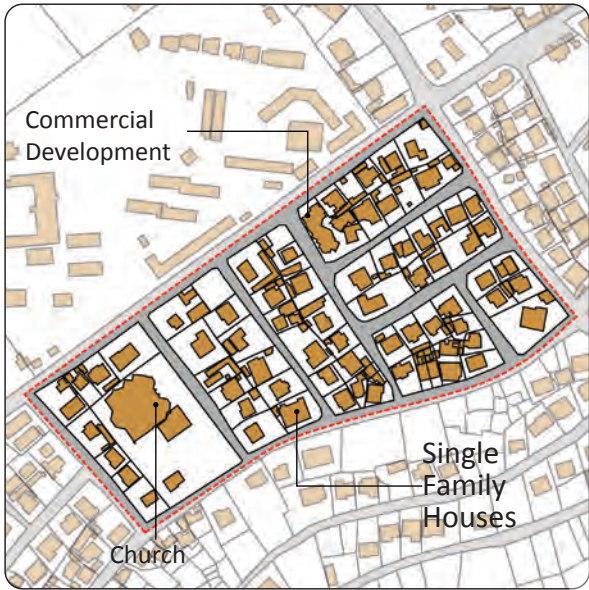 Commercial
Development
Single
Family
Houses
Church